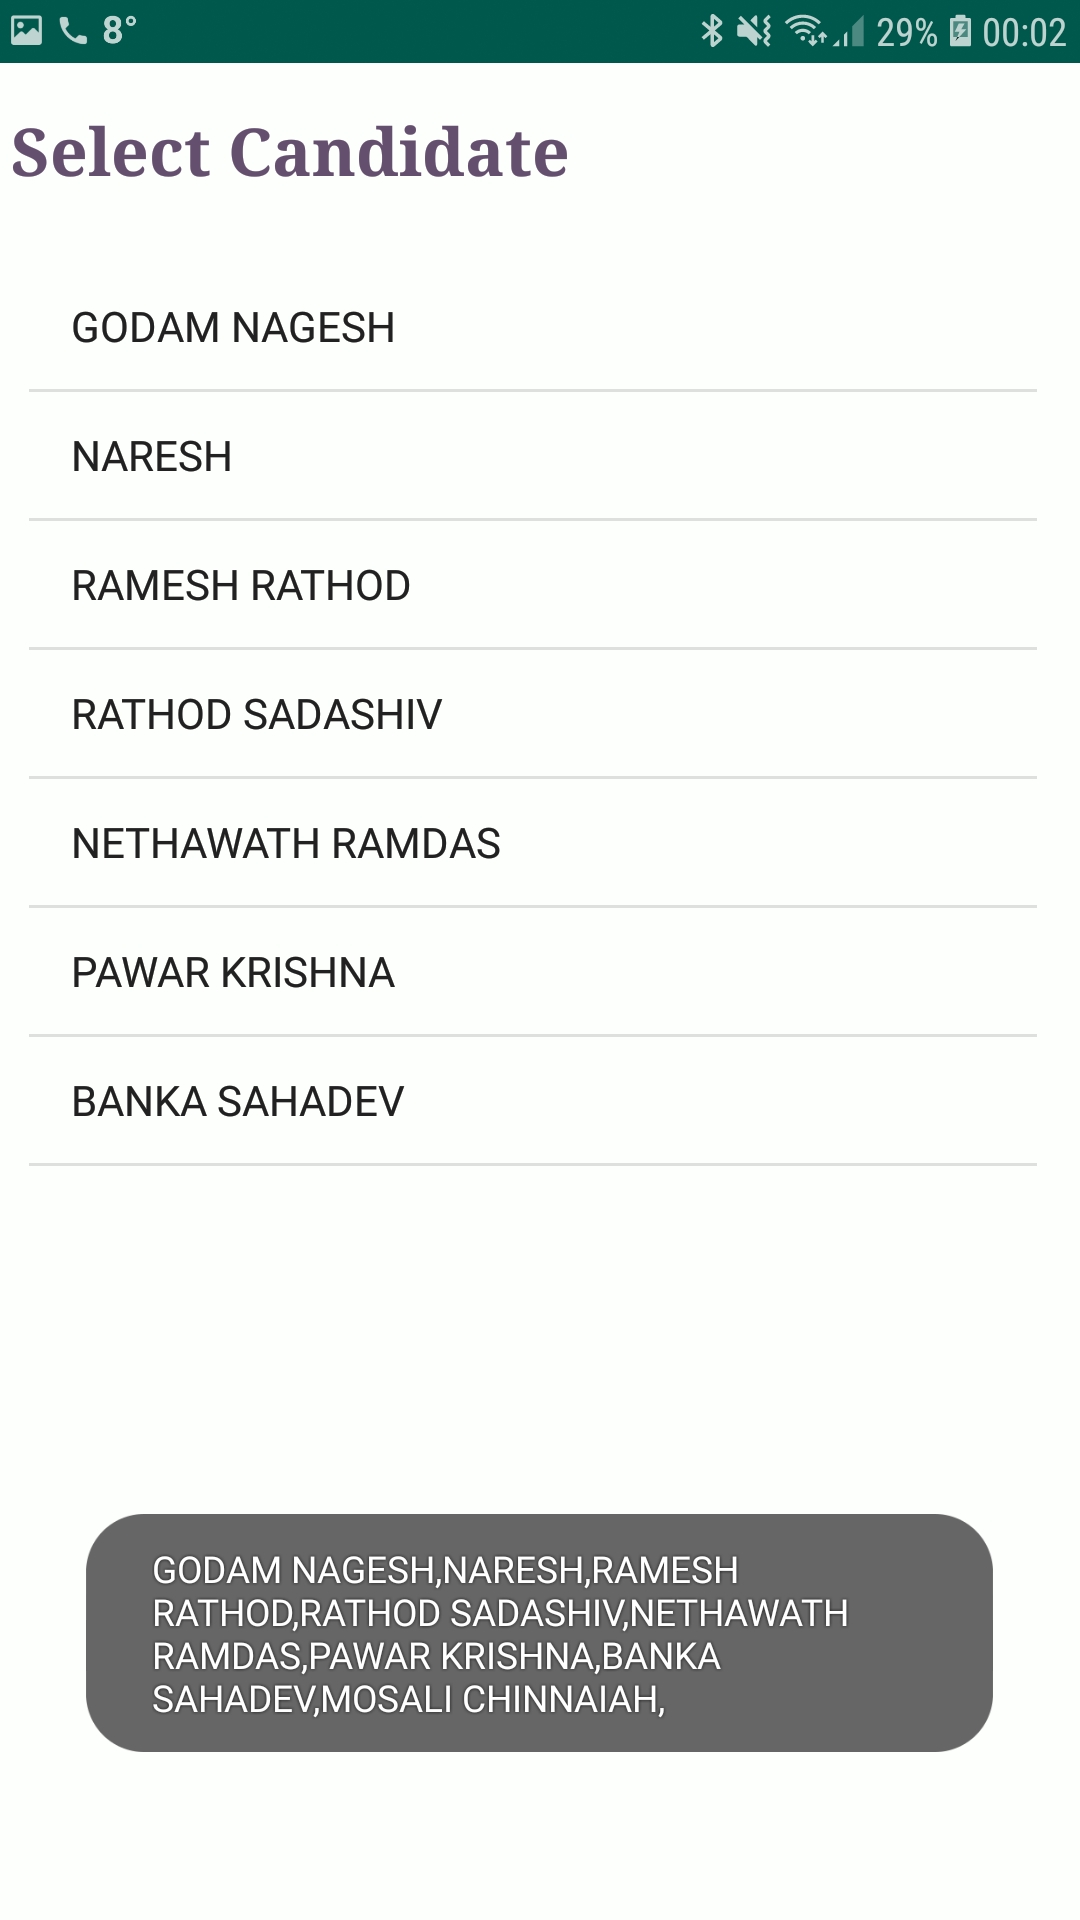 8° 29% 00:02
Select Candidate
GODAM NAGESH
NARESH
RAMESH RATHOD
RATHOD SADASHIV
NETHAWATH RAMDAS
PAWAR KRISHNA
BANKA SAHADEV
GODAM NAGESH,NARESH,RAMESH
RATHOD,RATHOD SADASHIV,NETHAWATH
RAMDAS,PAWAR KRISHNA,BANKA
SAHADEV,MOSALI CHINNAIAH,